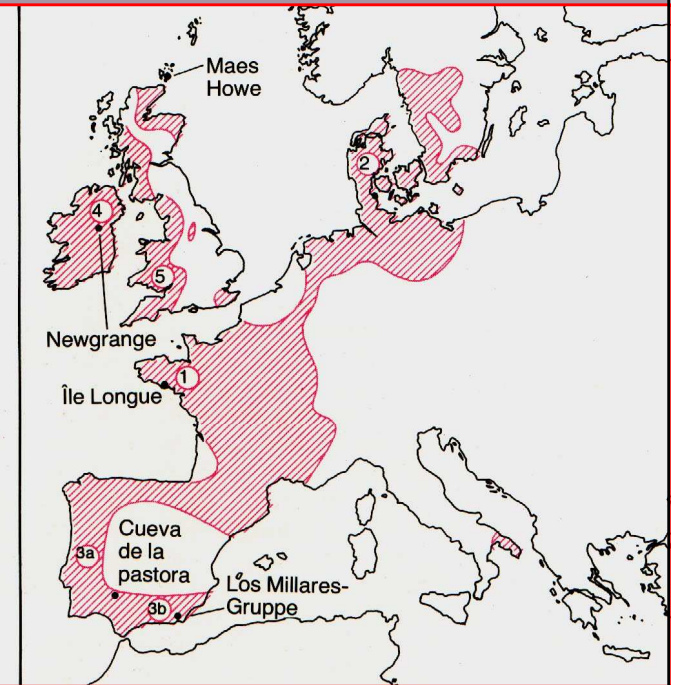 Maes
Howe
2
4
5
Newgrange
1
Île Longue
Cueva
de la
pastora
3a
Los Millares-
Gruppe
3b